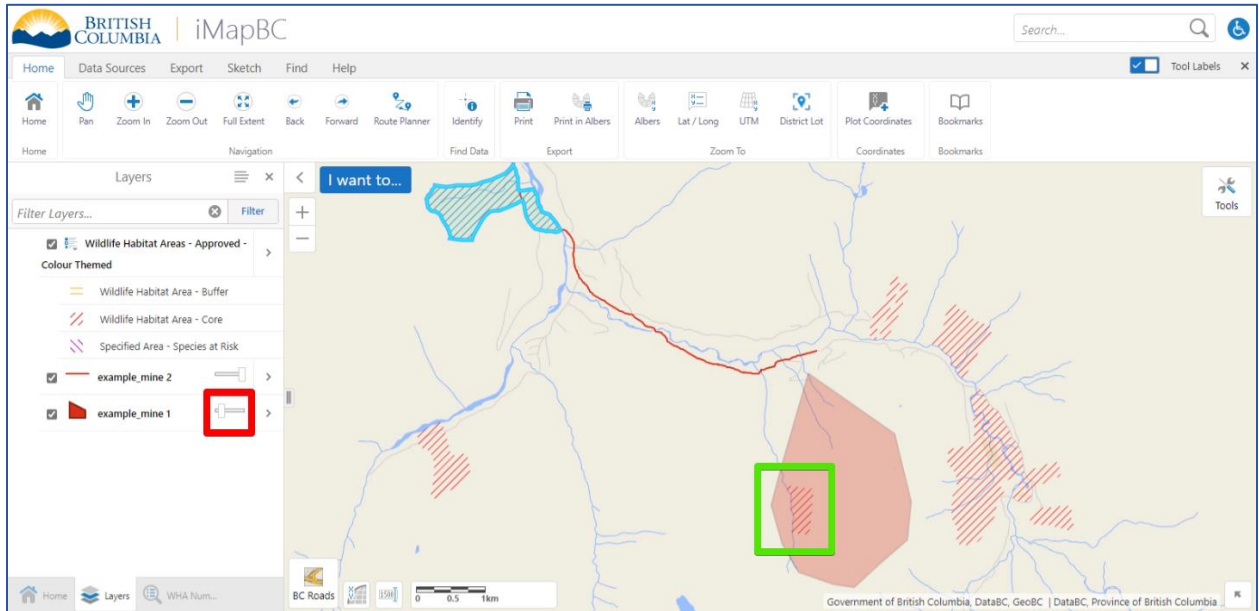 BRITISH
COLUMBIA
iMapBC
Search...
Home Data Sources Export Sketch Find Help
Tool Labels
Home Pan Zoom In Zoom Out Full Extent Back Forward Route Planner Identify Print Print in Albers Albers Lat / Long UTM District Lot Plot Coordinates Bookmarks
Home Navigation Find Data Export Zoom To Coordinates Bookmarks
Layers
I want to...
Tools
Filter Layers... Filter
Wildlife Habitat Areas - Approved -
Colour Themed
Wildlife Habitat Area - Buffer
Wildlife Habitat Area - Core
Specified Area - Species at Risk
example_mine 2
example_mine 1
Home Layers WHA Num...
BC Roads
0 0.5 1km
Government of British Columbia, DataBC, GeoBC | DataBC, Province of British Columbia